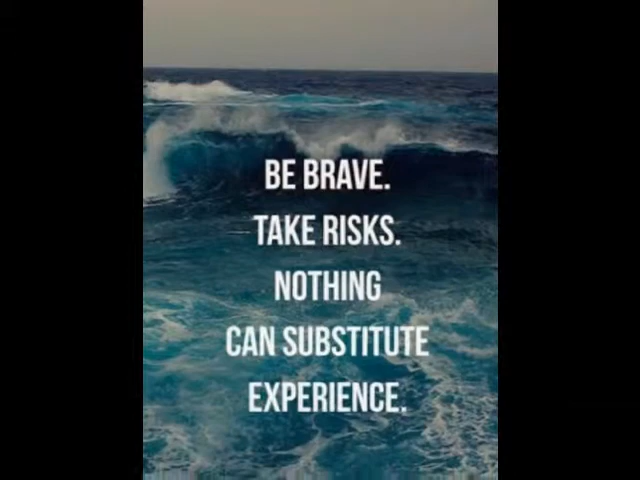 BE BRAVE.
TAKE RISKS.
NOTHING
CAN SUBSTITUTE
EXPERIENCE.